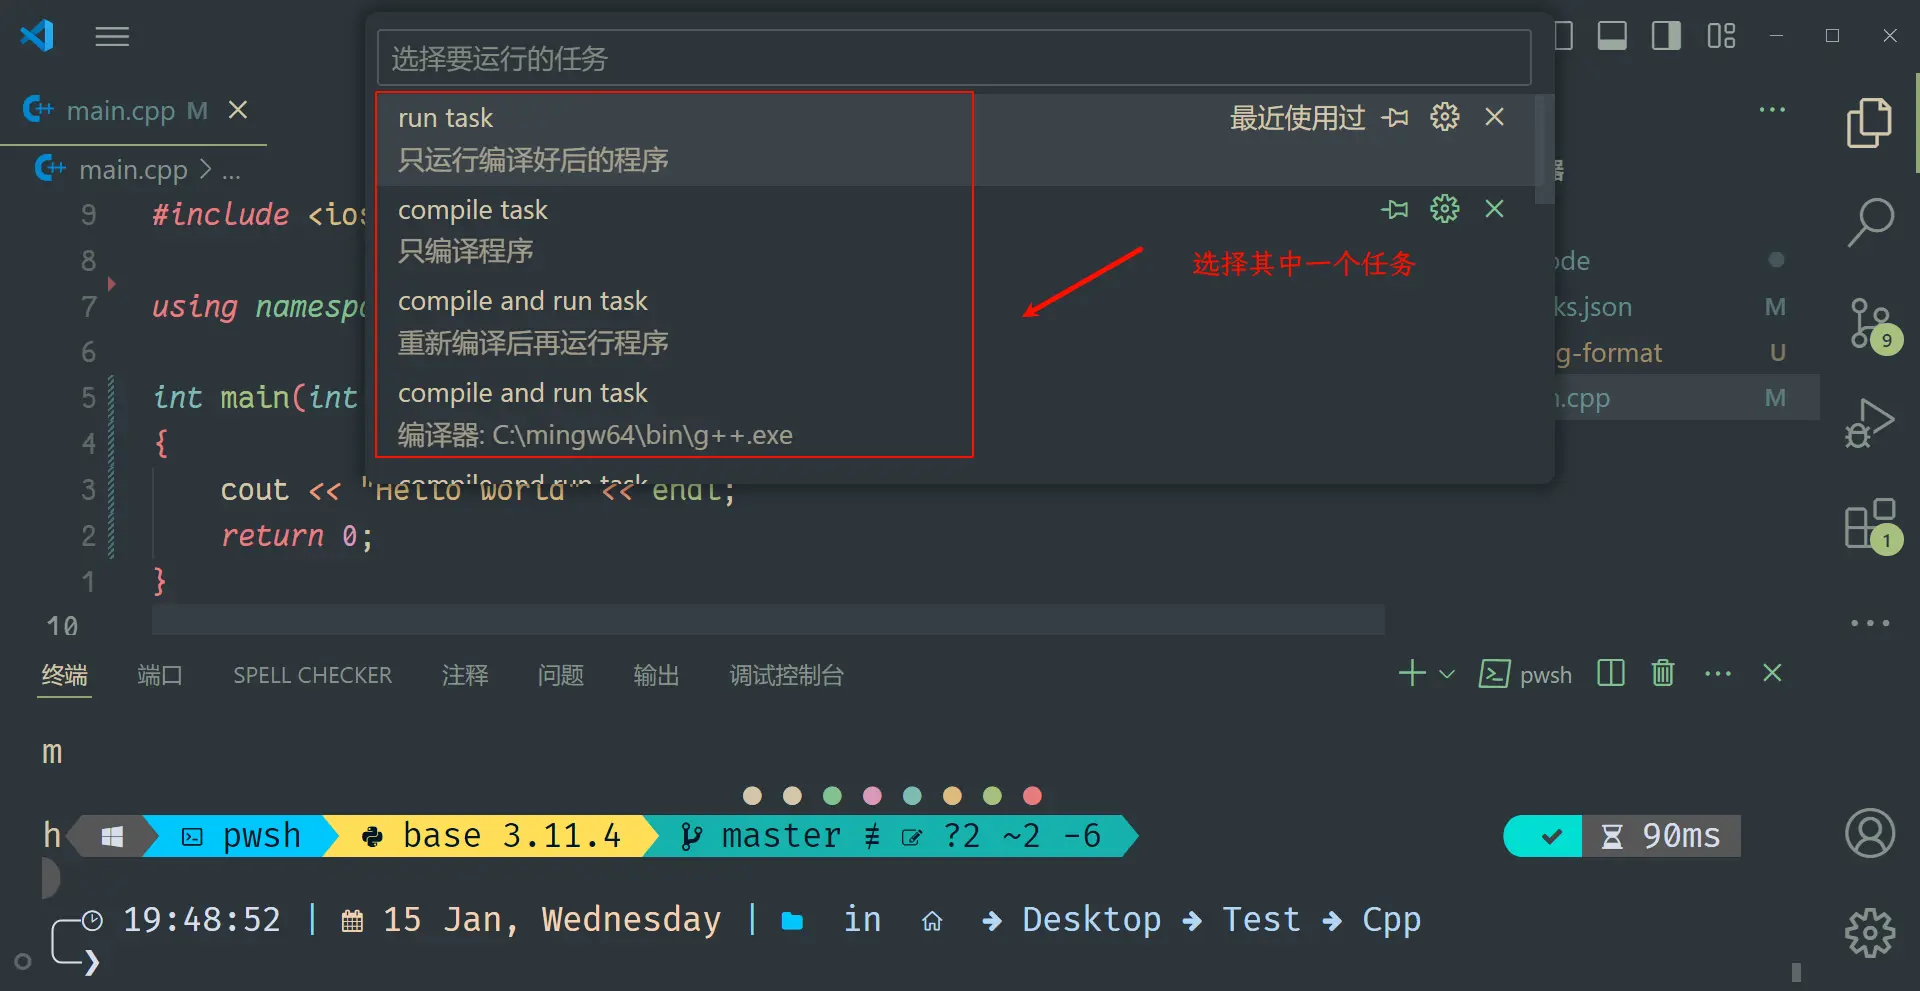 选择要运行的任务
run task
最近使用过
只运行编译好后的程序
compile task
只编译程序
选择其中一个任务
compile and run task
重新编译后再运行程序
compile and run task
编译器: C:\mingw64\bin\g++.exe
compile and run task
main.cpp M
main.cpp > ...
9 #include <ios
8
7 using namespa
6
5 int main(int
4 {
3 cout << "Hello world" << endl;
2 return 0;
1 }
10
器
ode
ks.json M
g-format U
n.cpp M
9
1
终端 端口 SPELL CHECKER 注释 问题 输出 调试控制台
pwsh
m
h pwsh base 3.11.4 master ≢ ?2 ~2 -6
90ms
19:48:52 | 15 Jan, Wednesday | in → Desktop → Test → Cpp
❯